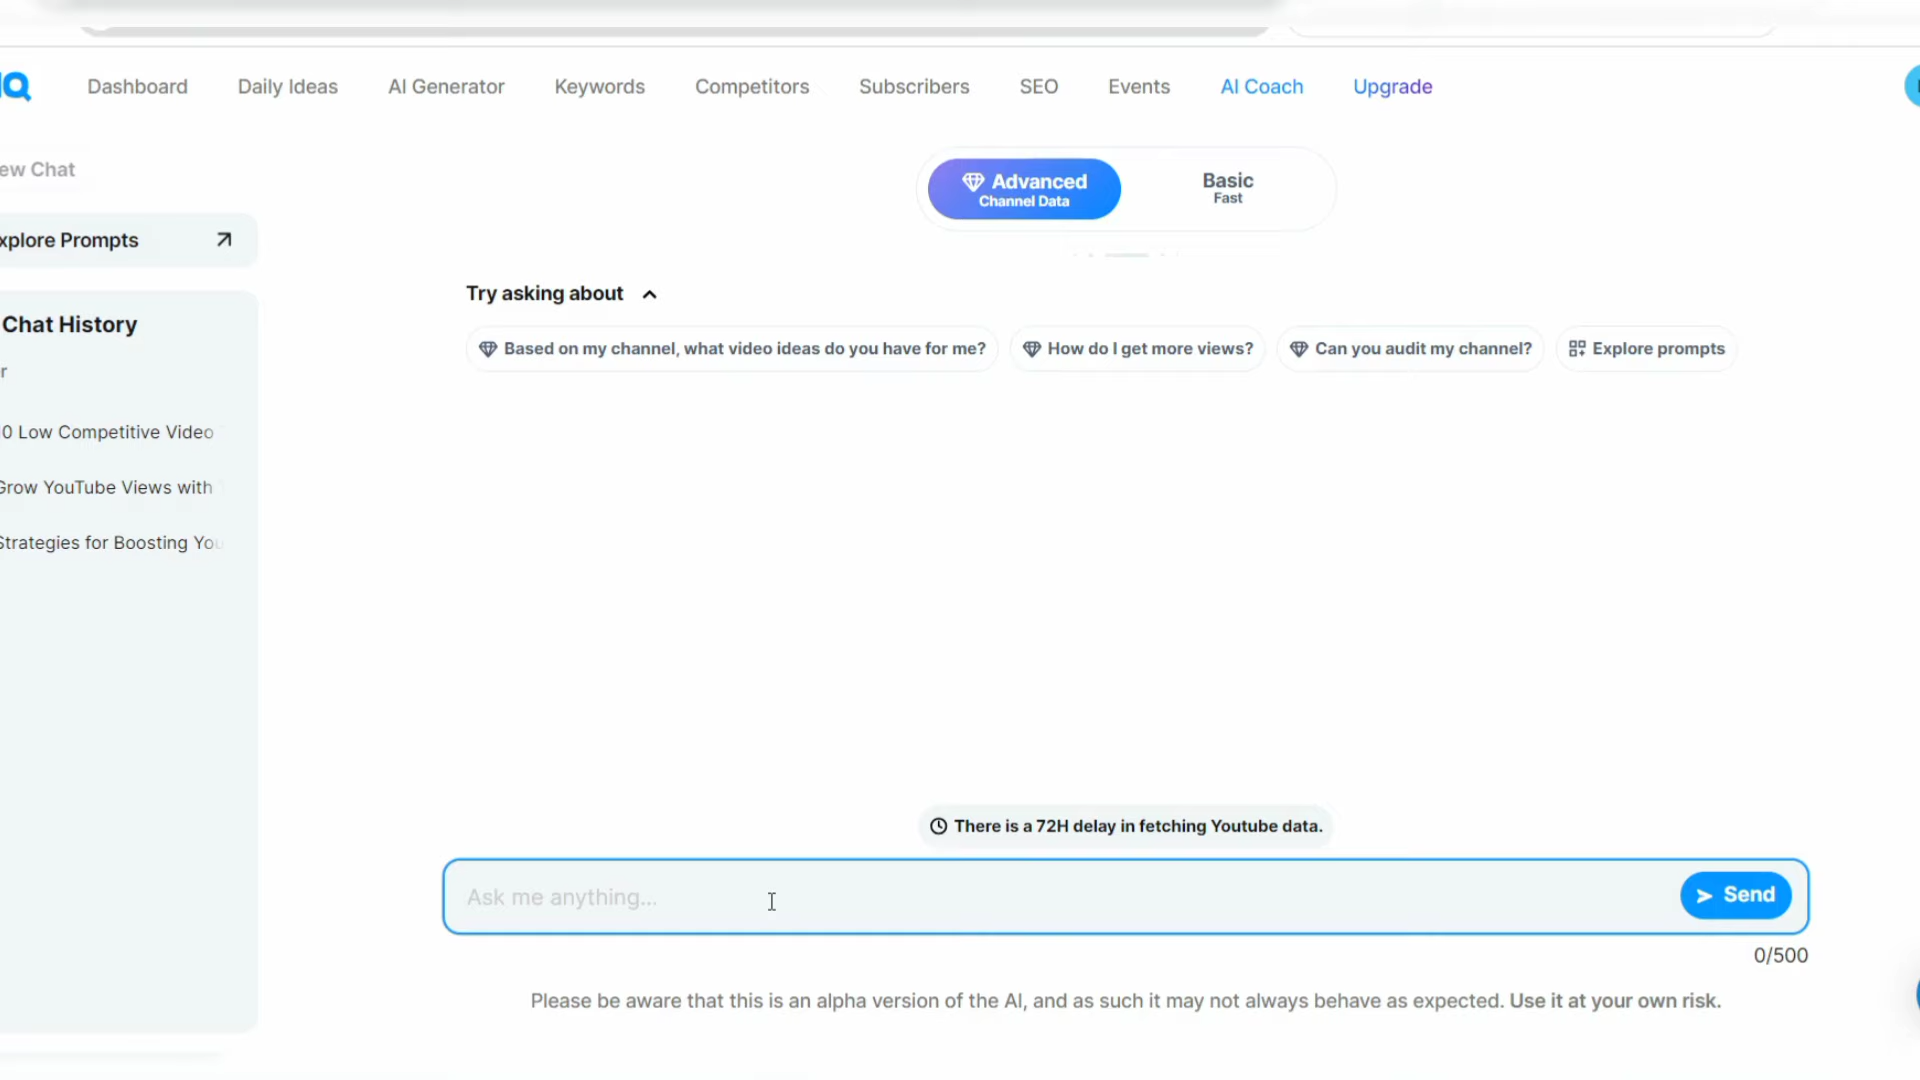 IQ
Dashboard
Daily Ideas
AI Generator
Keywords
Competitors
Subscribers
SEO
Events
AI Coach
Upgrade
ew Chat
Advanced
Channel Data
Basic
Fast
xplore Prompts
Try asking about
Chat History
Based on my channel, what video ideas do you have for me?
How do I get more views?
Can you audit my channel?
Explore prompts
r
0 Low Competitive Video
Grow YouTube Views with
Strategies for Boosting You
There is a 72H delay in fetching Youtube data.
Ask me anything...
Send
0/500
Please be aware that this is an alpha version of the AI, and as such it may not always behave as expected. Use it at your own risk.